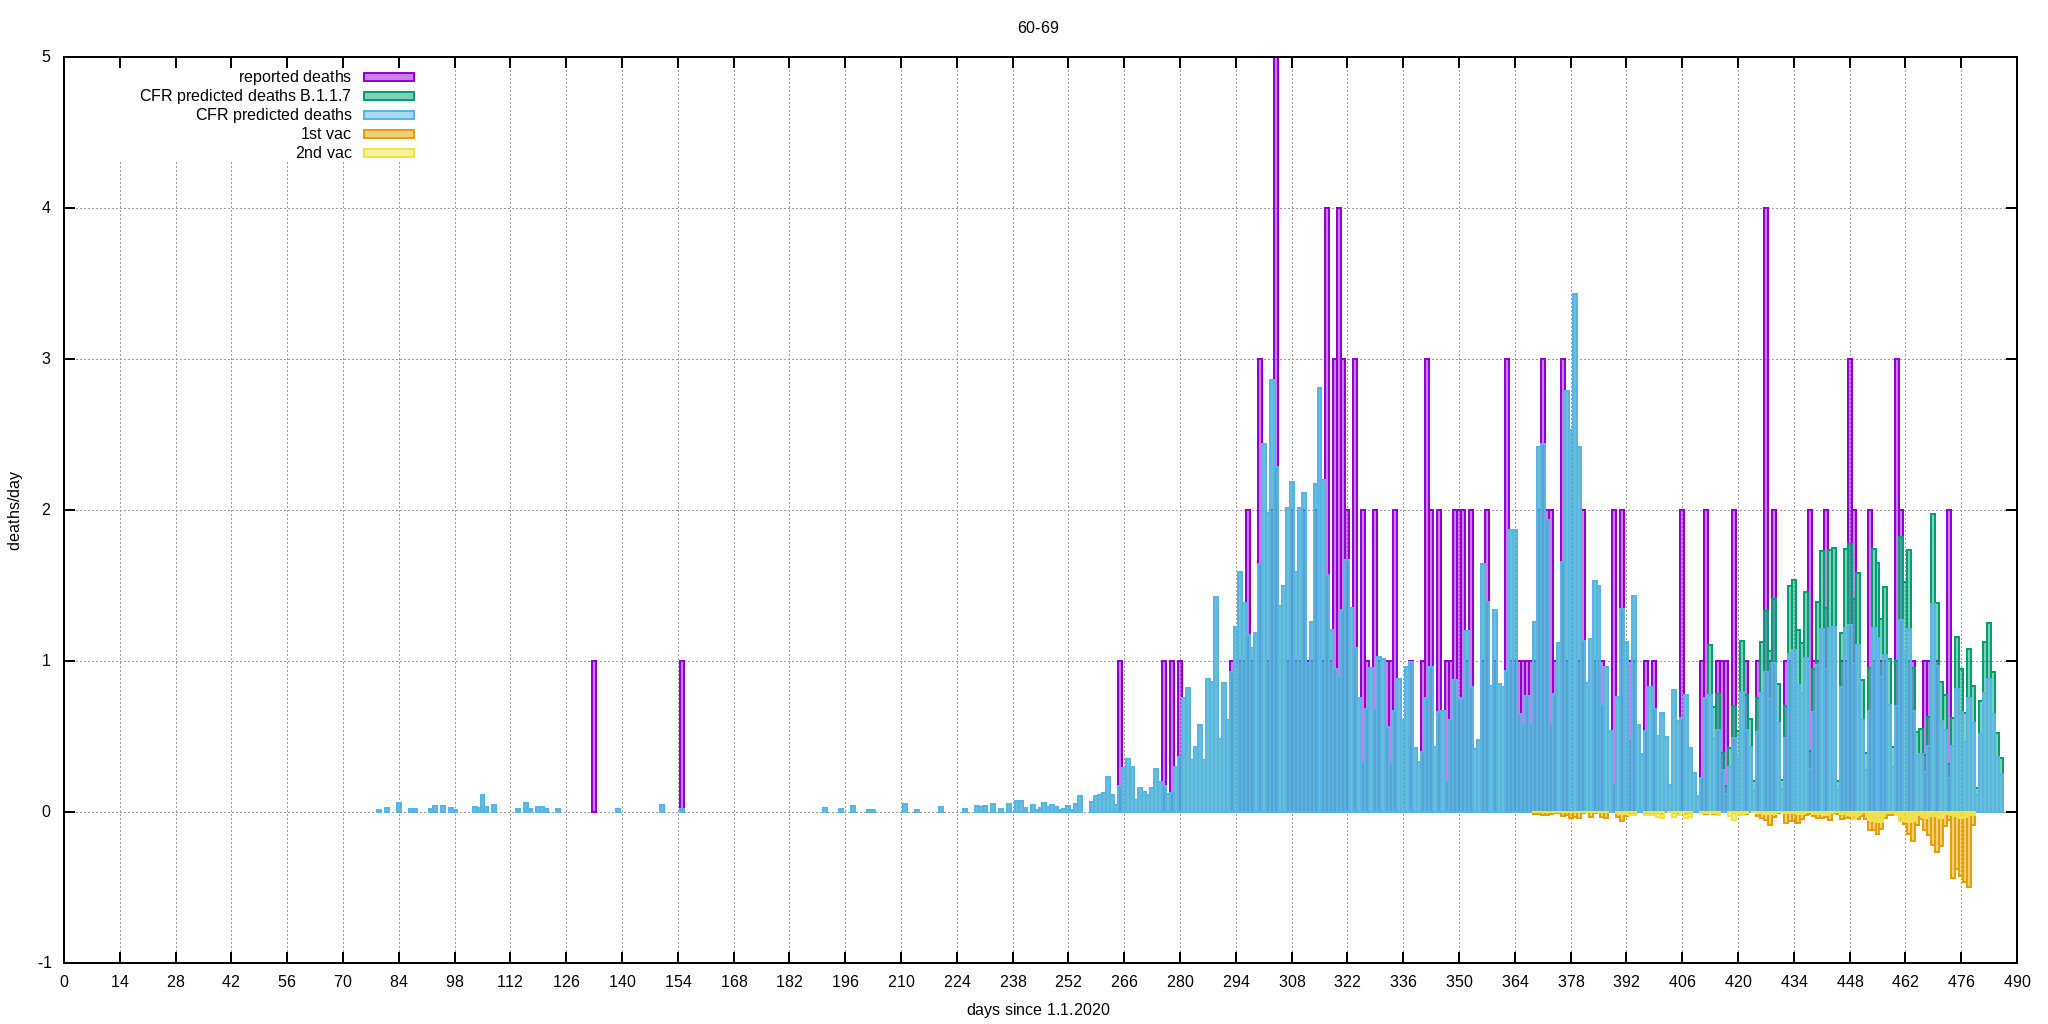 60-69
reported deaths
CFR predicted deaths B.1.1.7
CFR predicted deaths
1st vac
2nd vac
5
4
3
2
1
0
-1
deaths/day
0 14 28 42 56 70 84 98 112 126 140 154 168 182 196 210 224 238 252 266 280 294 308 322 336 350 364 378 392 406 420 434 448 462 476 490
days since 1.1.2020